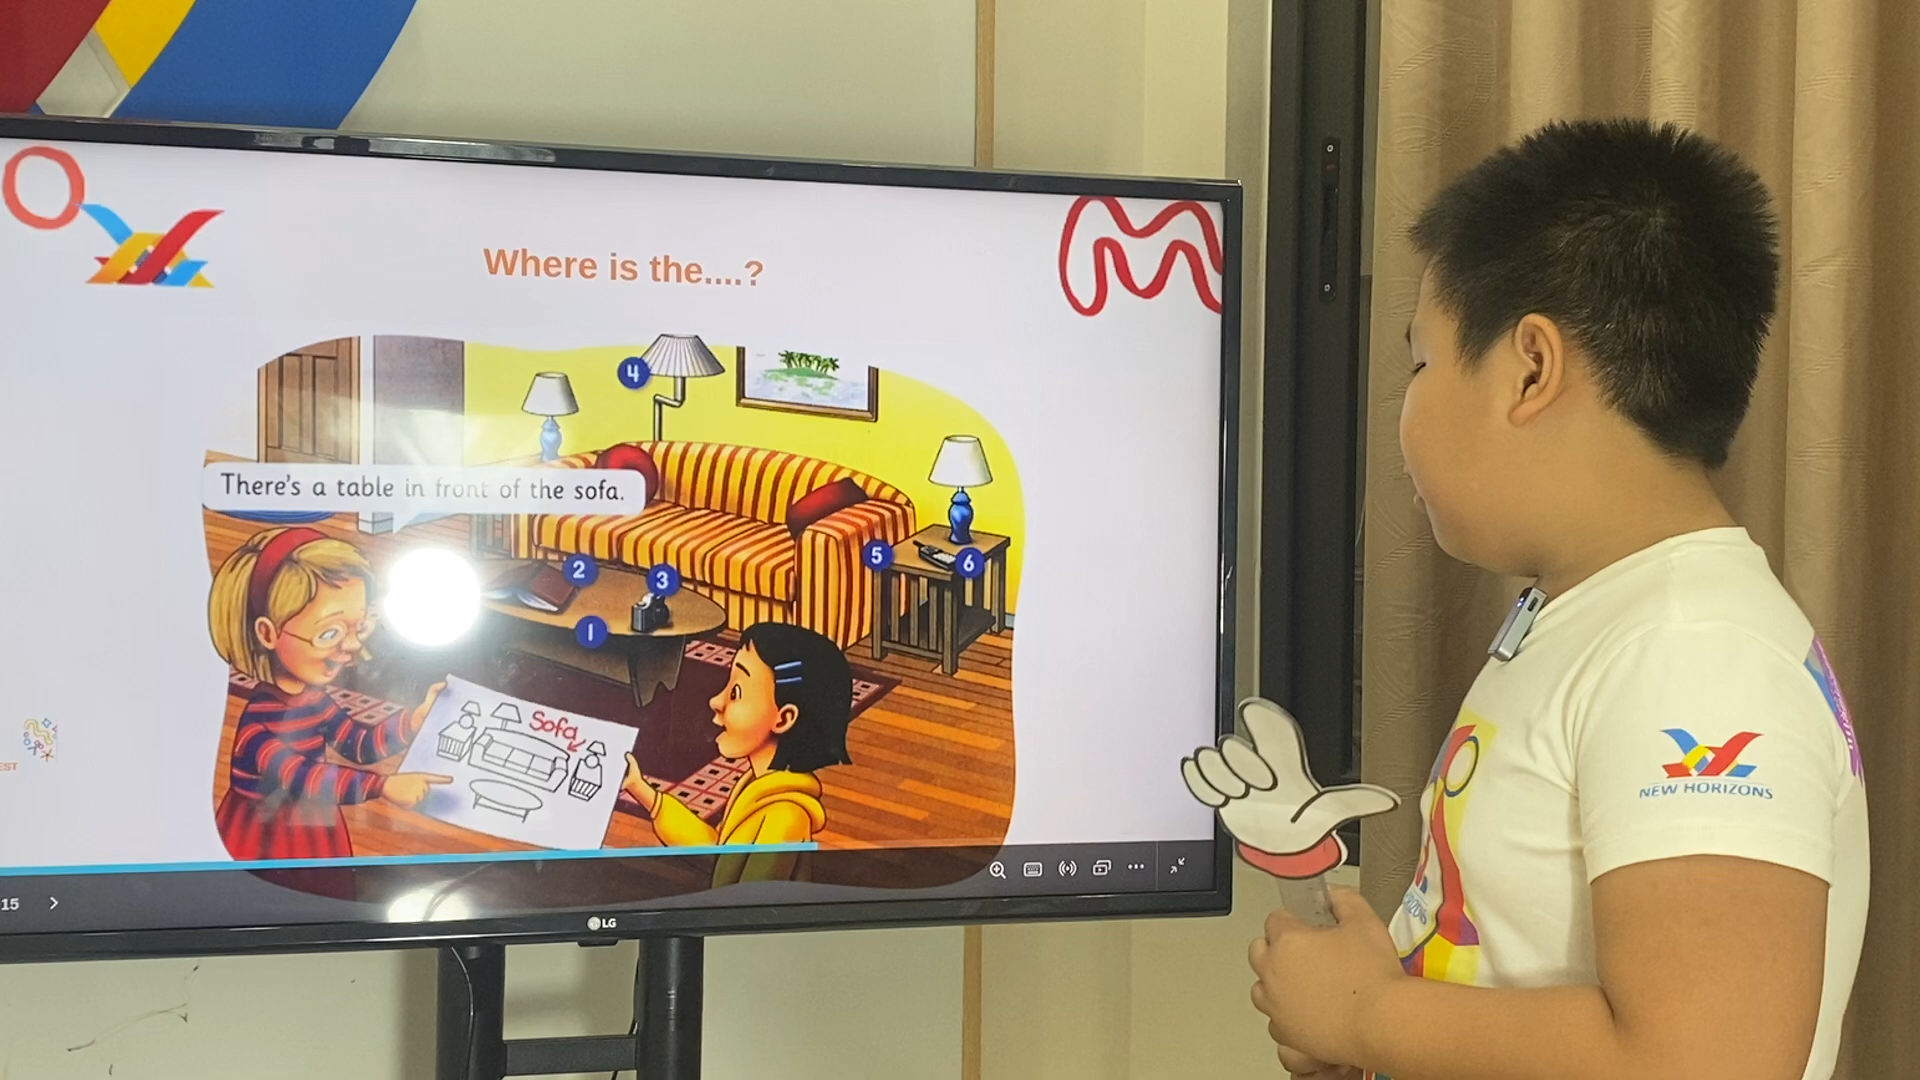 Where is the....?
4
There's a table in front of the sofa.
5
6
2
3
1
Sofa
NEW HORIZONS
EST
15
LG